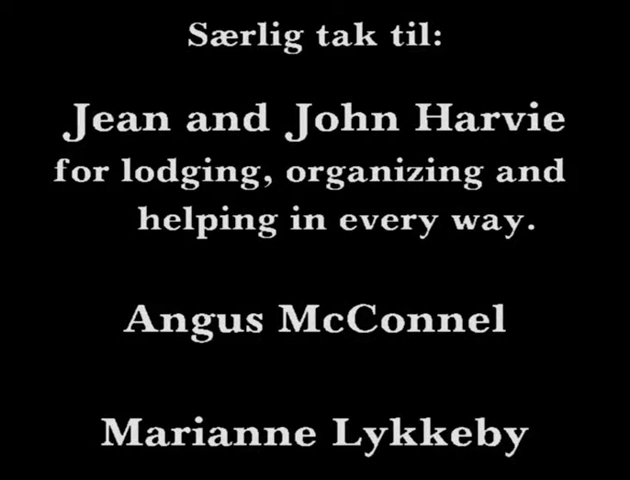 Særlig tak til:
Jean and John Harvie
for lodging, organizing and
helping in every way.
Angus McConnel
Marianne Lykkeby